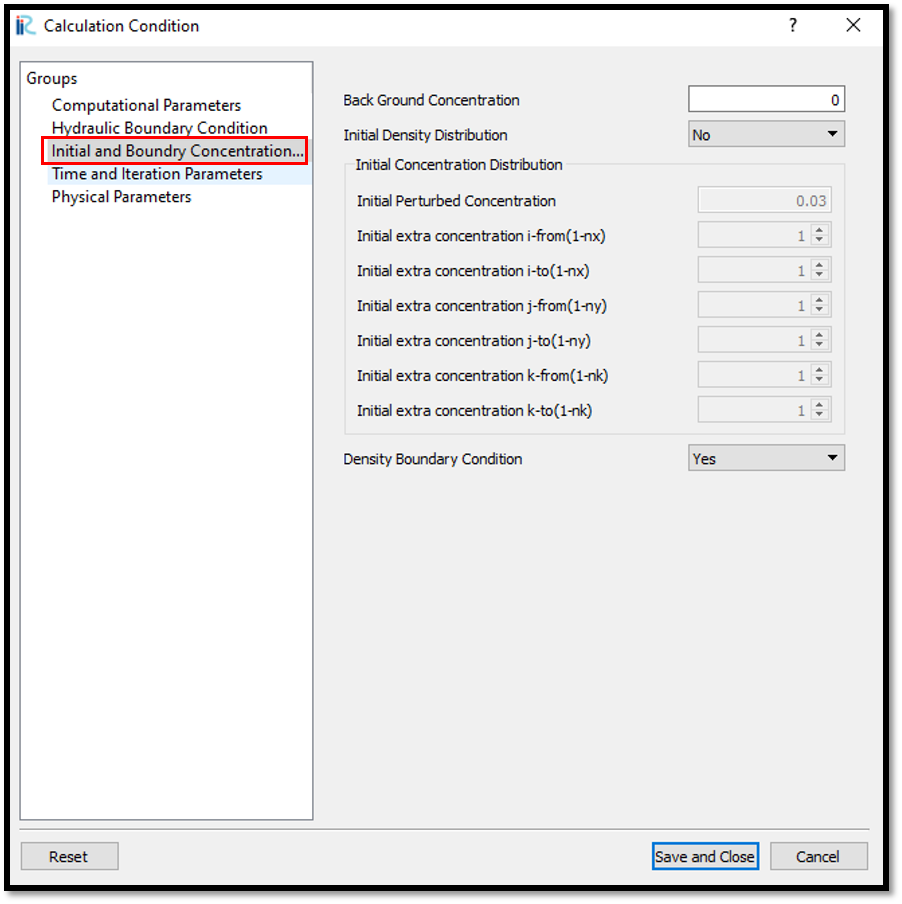 iRC Calculation Condition ?
Groups
Computational Parameters
Hydraulic Boundary Condition
Initial and Boundry Concentration...
Time and Iteration Parameters
Physical Parameters
Back Ground Concentration 0
Initial Density Distribution No
Initial Concentration Distribution
Initial Perturbed Concentration 0.03
Initial extra concentration i-from(1-nx) 1
Initial extra concentration i-to(1-nx) 1
Initial extra concentration j-from(1-ny) 1
Initial extra concentration j-to(1-ny) 1
Initial extra concentration k-from(1-nk) 1
Initial extra concentration k-to(1-nk) 1
Density Boundary Condition Yes
Reset Save and Close Cancel